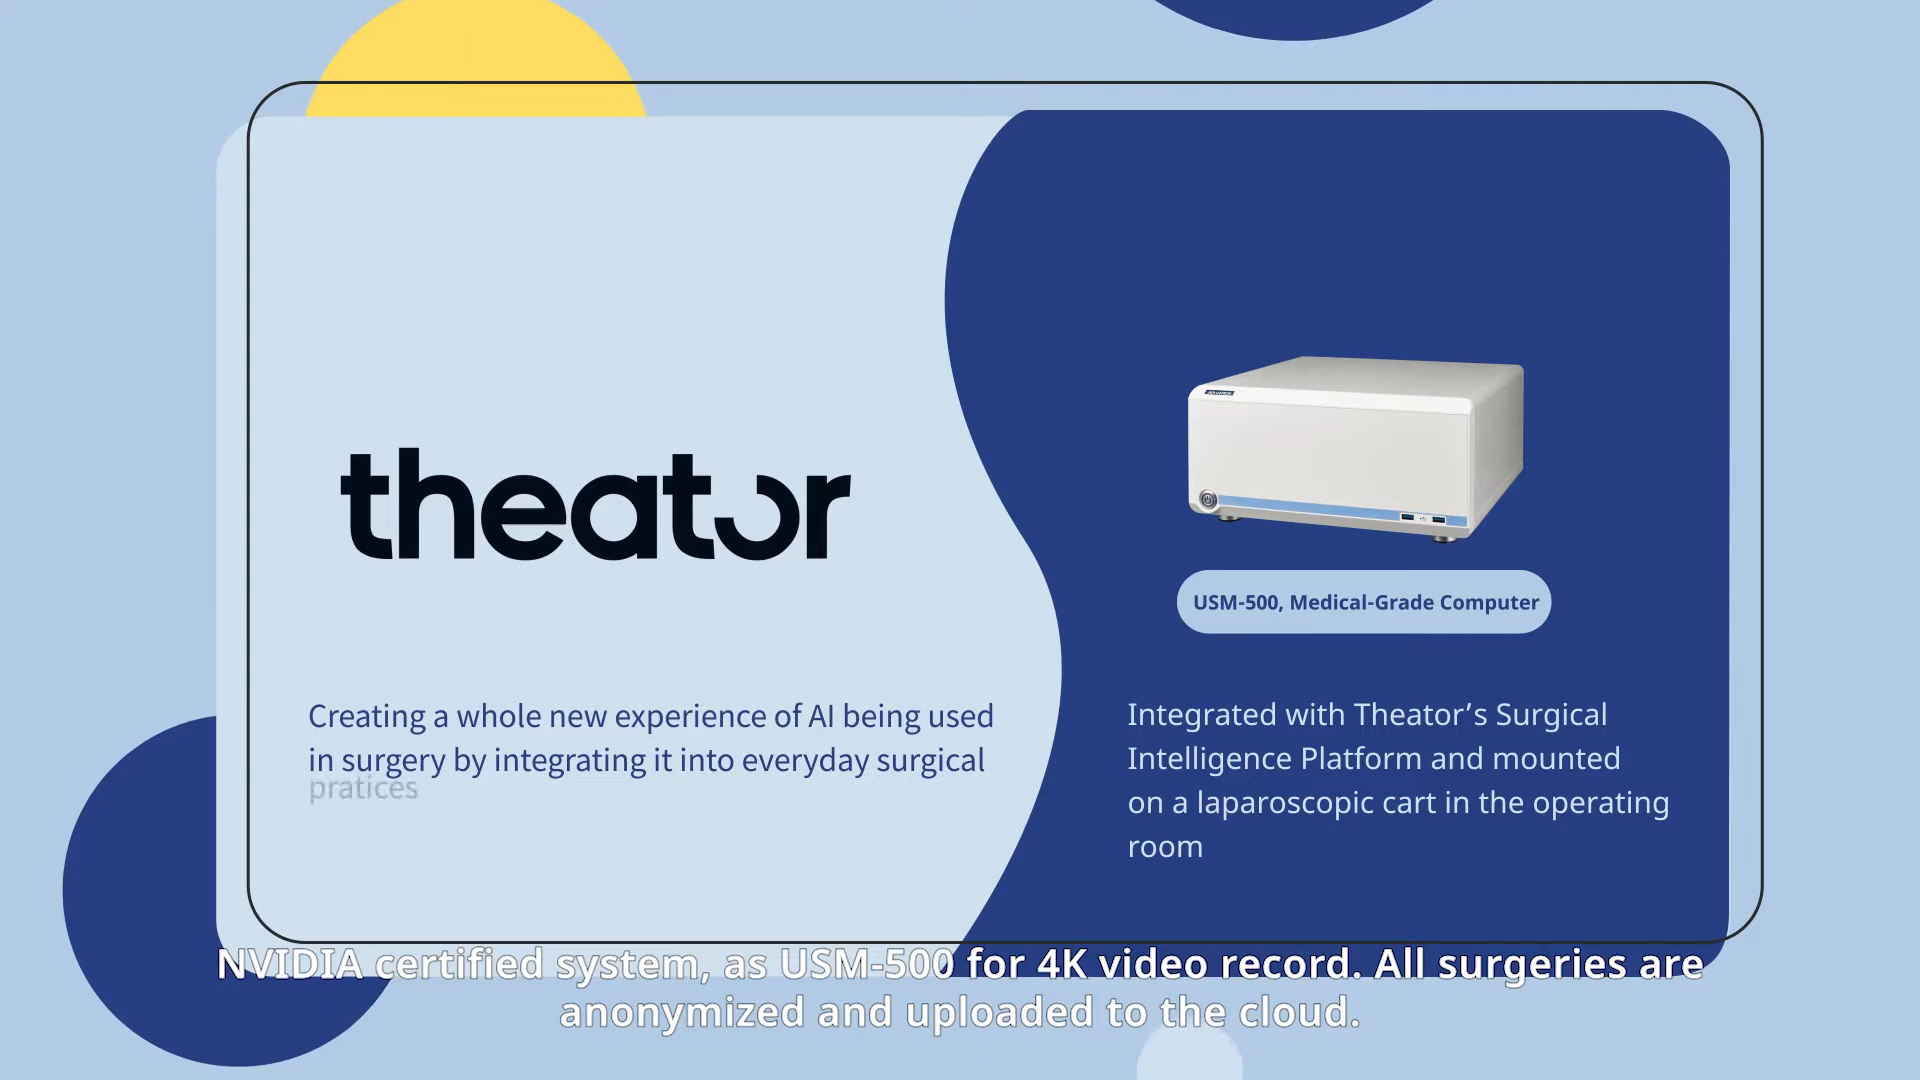 theator
Creating a whole new experience of AI being used
in surgery by integrating it into everyday surgical
pratices
USM-500, Medical-Grade Computer
Integrated with Theator’s Surgical
Intelligence Platform and mounted
on a laparoscopic cart in the operating
room
NVIDIA certified system, as USM-500 for 4K video record. All surgeries are
anonymized and uploaded to the cloud.